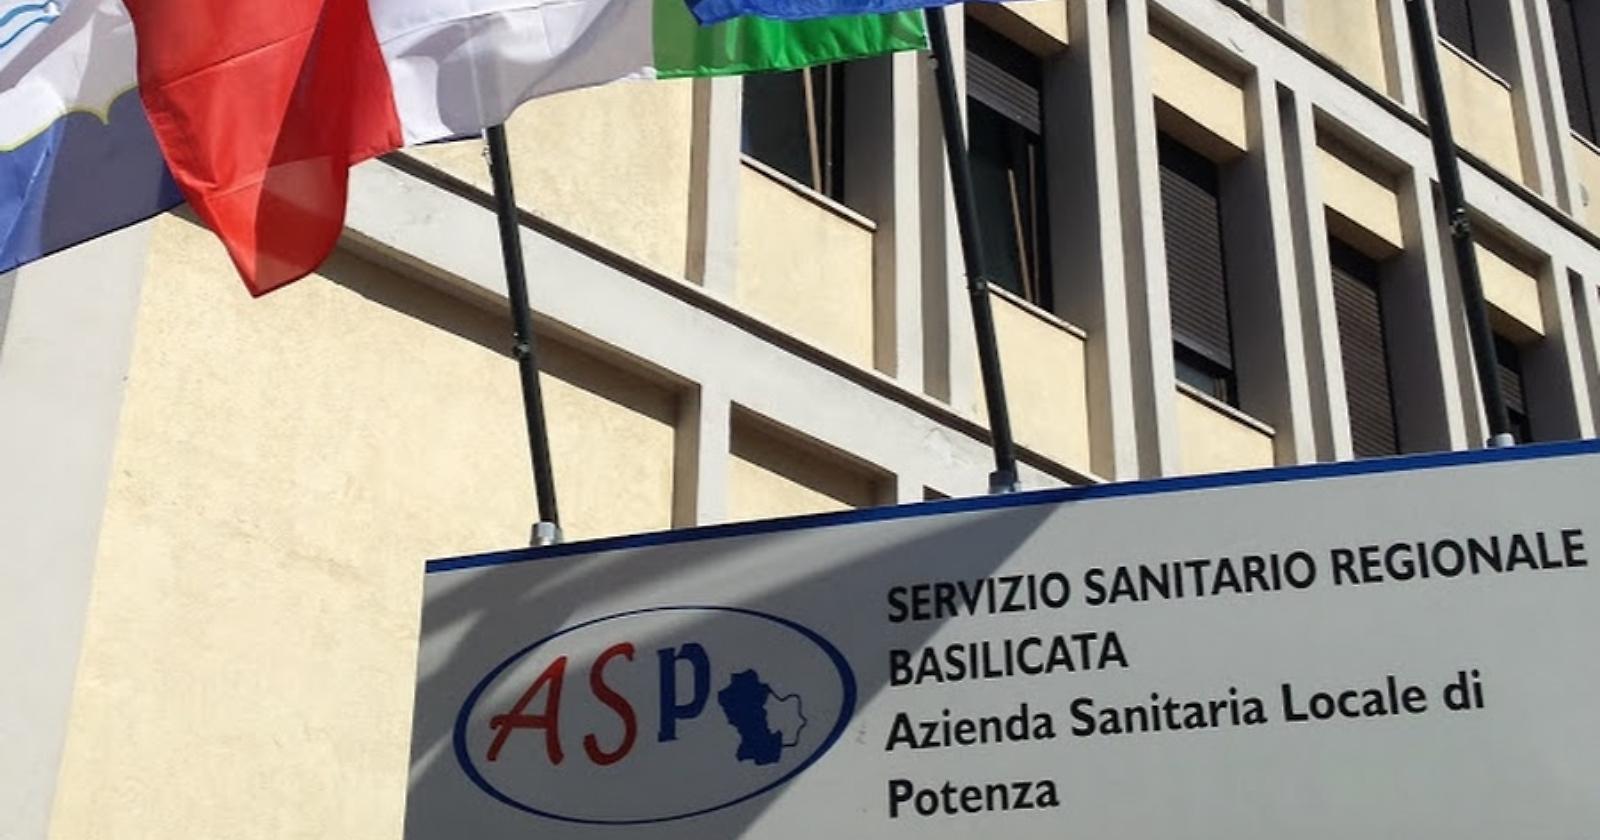 ASP
SERVIZIO SANITARIO REGIONALE
BASILICATA
Azienda Sanitaria Locale di
Potenza